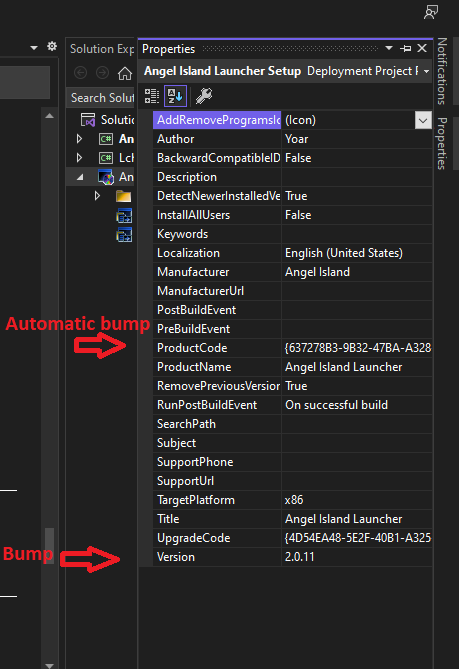 Solution Exp
Properties
Angel Island Launcher Setup Deployment Project P
Search Solut
Solutio
An
Lch
An
AddRemoveProgramsIc (Icon)
Author Yoar
BackwardCompatibleID False
Description
DetectNewerInstalledVe True
InstallAllUsers False
Keywords
Localization English (United States)
Manufacturer Angel Island
ManufacturerUrl
PostBuildEvent
PreBuildEvent
ProductCode {637278B3-9B32-47BA-A328
ProductName Angel Island Launcher
RemovePreviousVersion True
RunPostBuildEvent On successful build
SearchPath
Subject
SupportPhone
SupportUrl
TargetPlatform x86
Title Angel Island Launcher
UpgradeCode {4D54EA48-5E2F-40B1-A325
Version 2.0.11
Automatic bump
Bump
Notifications
Properties